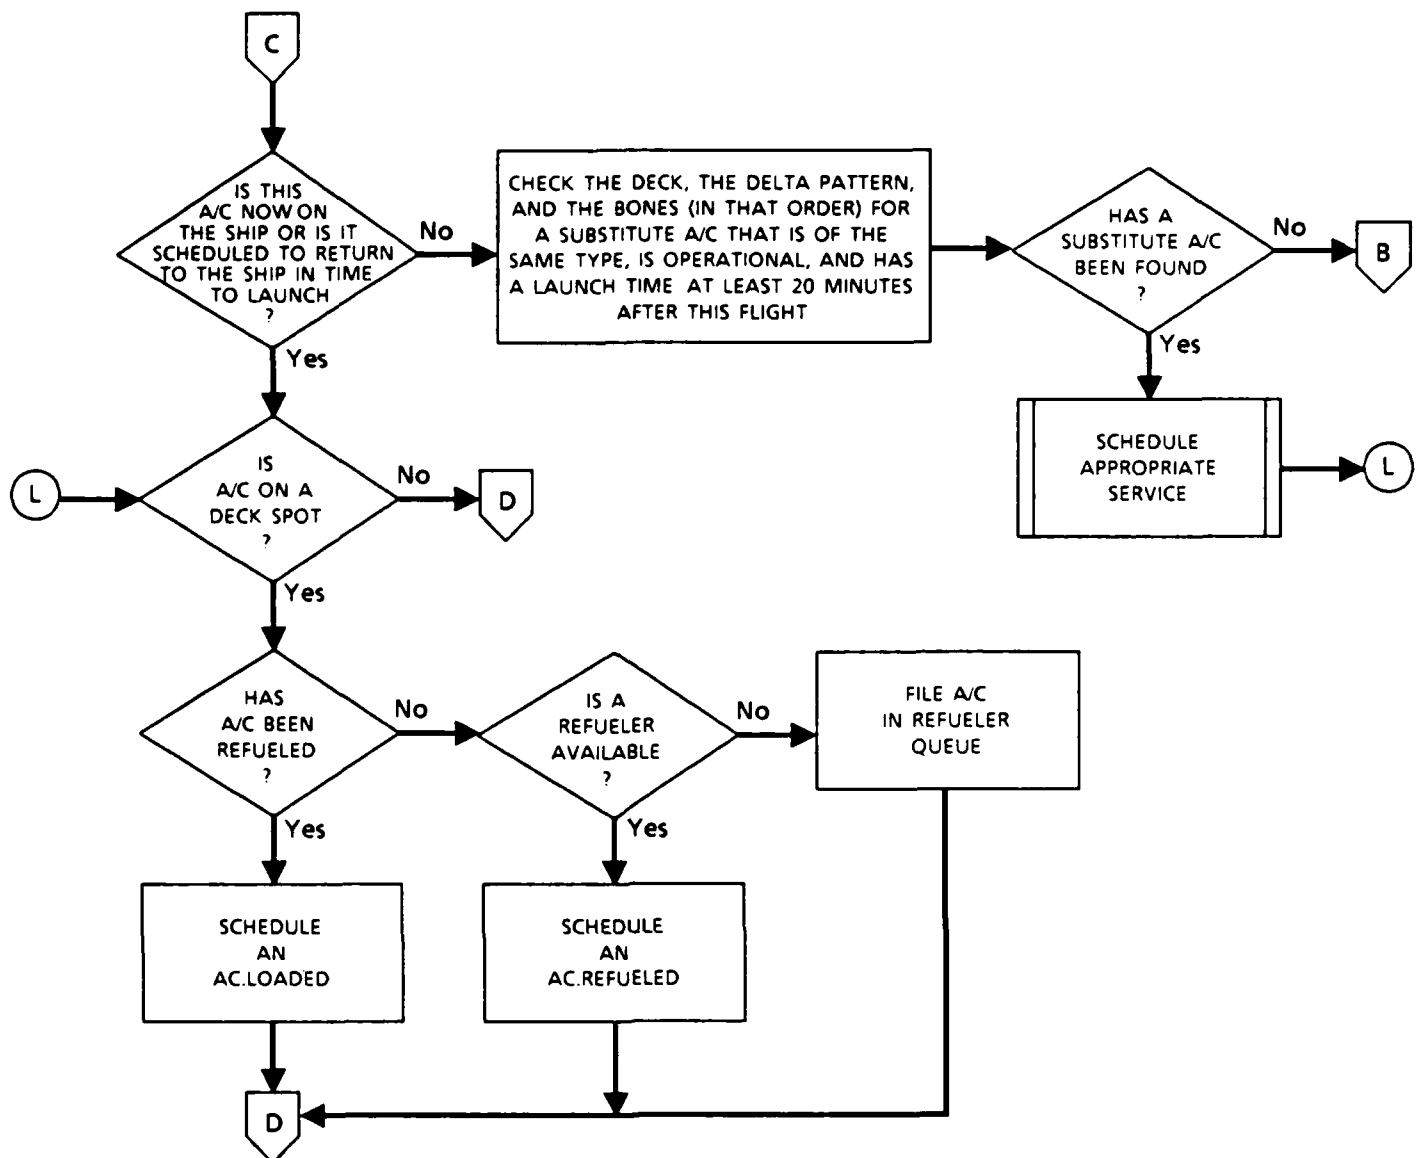 C
IS THIS
A/C NOW ON
THE SHIP OR IS IT
SCHEDULED TO RETURN
TO THE SHIP IN TIME
TO LAUNCH
?
No
CHECK THE DECK, THE DELTA PATTERN,
AND THE BONES (IN THAT ORDER) FOR
A SUBSTITUTE A/C THAT IS OF THE
SAME TYPE, IS OPERATIONAL, AND HAS
A LAUNCH TIME AT LEAST 20 MINUTES
AFTER THIS FLIGHT
HAS A
SUBSTITUTE A/C
BEEN FOUND
?
No
B
Yes
Yes
SCHEDULE
APPROPRIATE
SERVICE
L
L
IS
A/C ON A
DECK SPOT
?
No
D
Yes
HAS
A/C BEEN
REFUELED
?
No
IS A
REFUELER
AVAILABLE
?
No
FILE A/C
IN REFUELER
QUEUE
Yes
Yes
SCHEDULE
AN
AC.LOADED
SCHEDULE
AN
AC.REFUELED
D